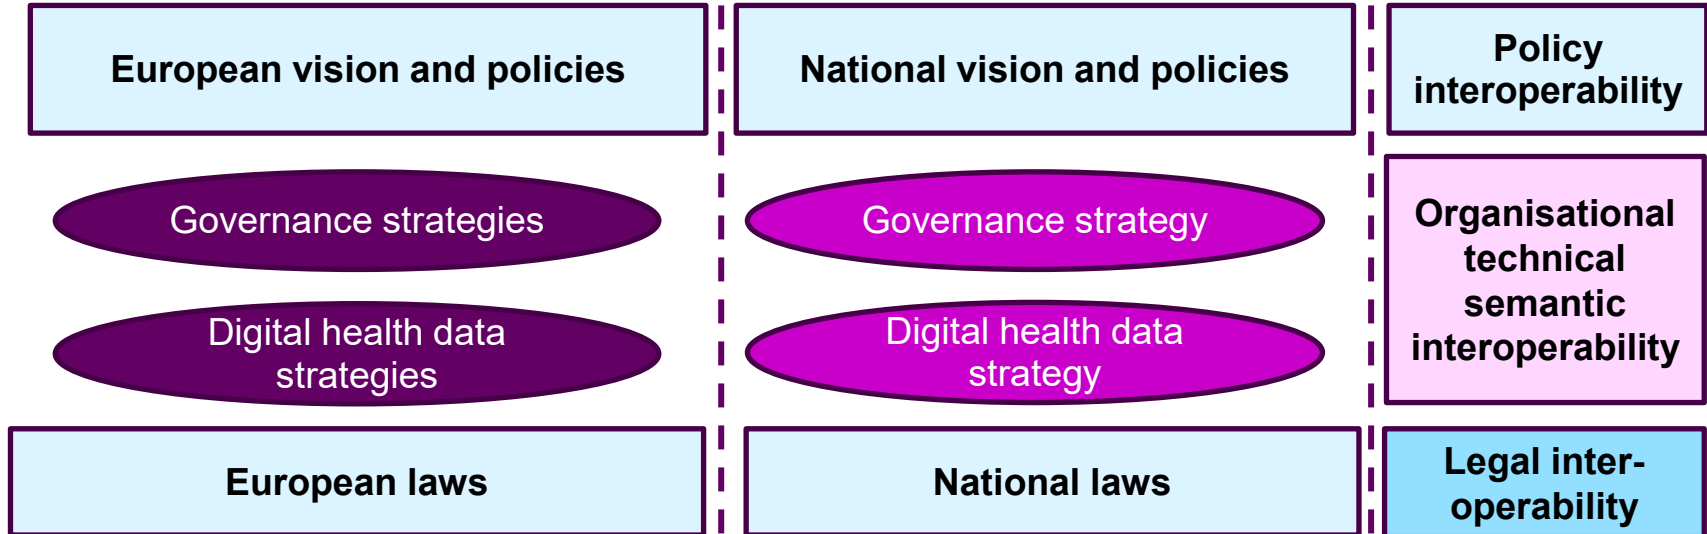 European vision and policies
National vision and policies
Policy
interoperability
Governance strategies
Governance strategy
Organisational
technical
semantic
interoperability
Digital health data
strategies
Digital health data
strategy
European laws
National laws
Legal inter-
operability